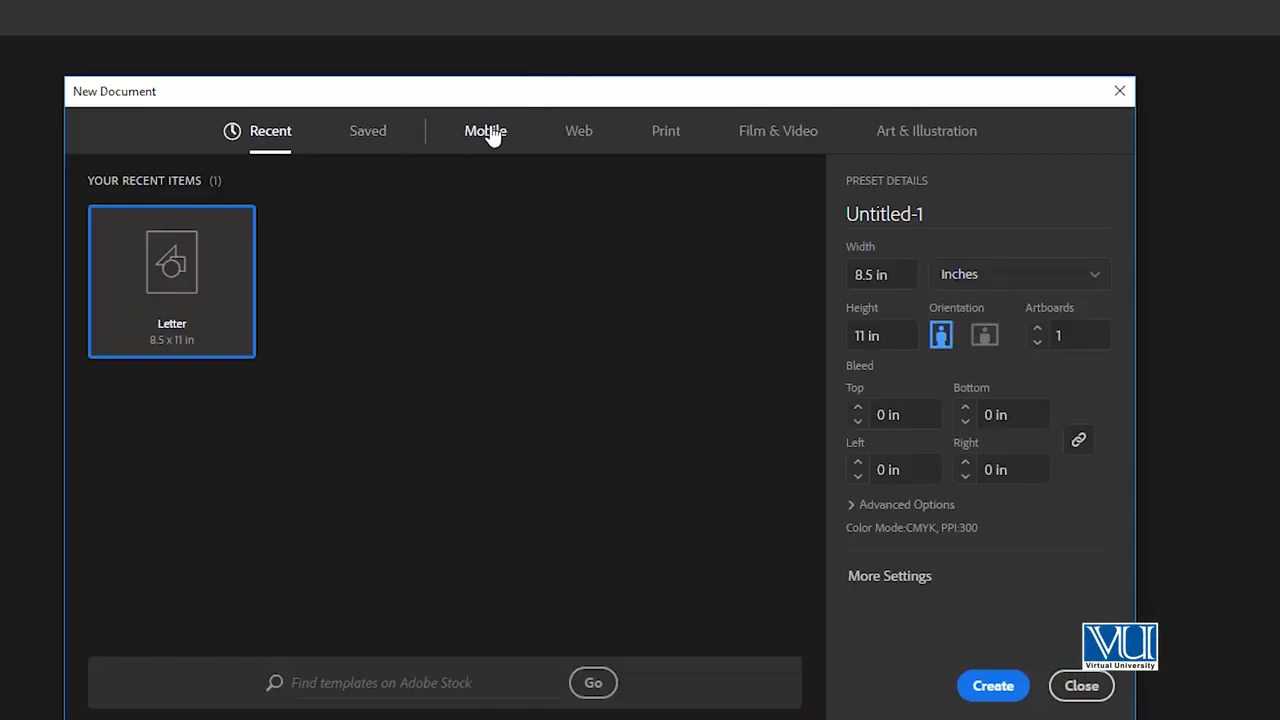 New Document
Recent Saved Mobile Web Print Film & Video Art & Illustration
YOUR RECENT ITEMS (1)
Letter
8.5 x 11 in
PRESET DETAILS
Untitled-1
Width
8.5 in Inches
Height Orientation Artboards
11 in 1
Bleed
Top Bottom
0 in 0 in
Left Right
0 in 0 in
Advanced Options
Color Mode:CMYK, PPI:300
More Settings
Find templates on Adobe Stock Go
Create Close
VU
Virtual University